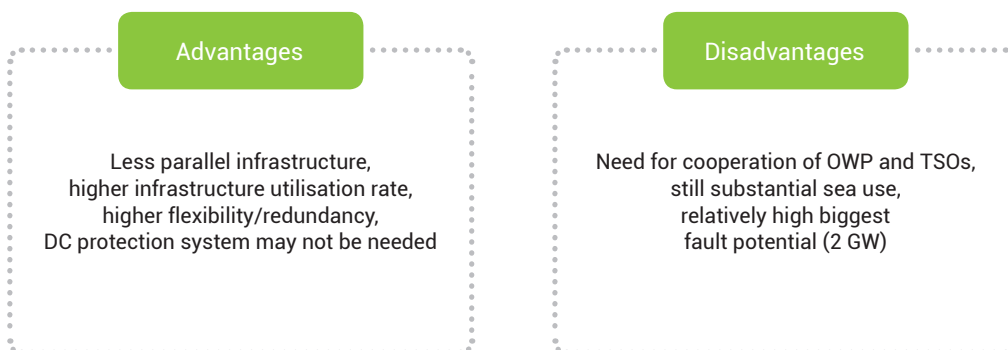 Advantages
Less parallel infrastructure,
higher infrastructure utilisation rate,
higher flexibility/redundancy,
DC protection system may not be needed
Disadvantages
Need for cooperation of OWP and TSOs,
still substantial sea use,
relatively high biggest
fault potential (2 GW)